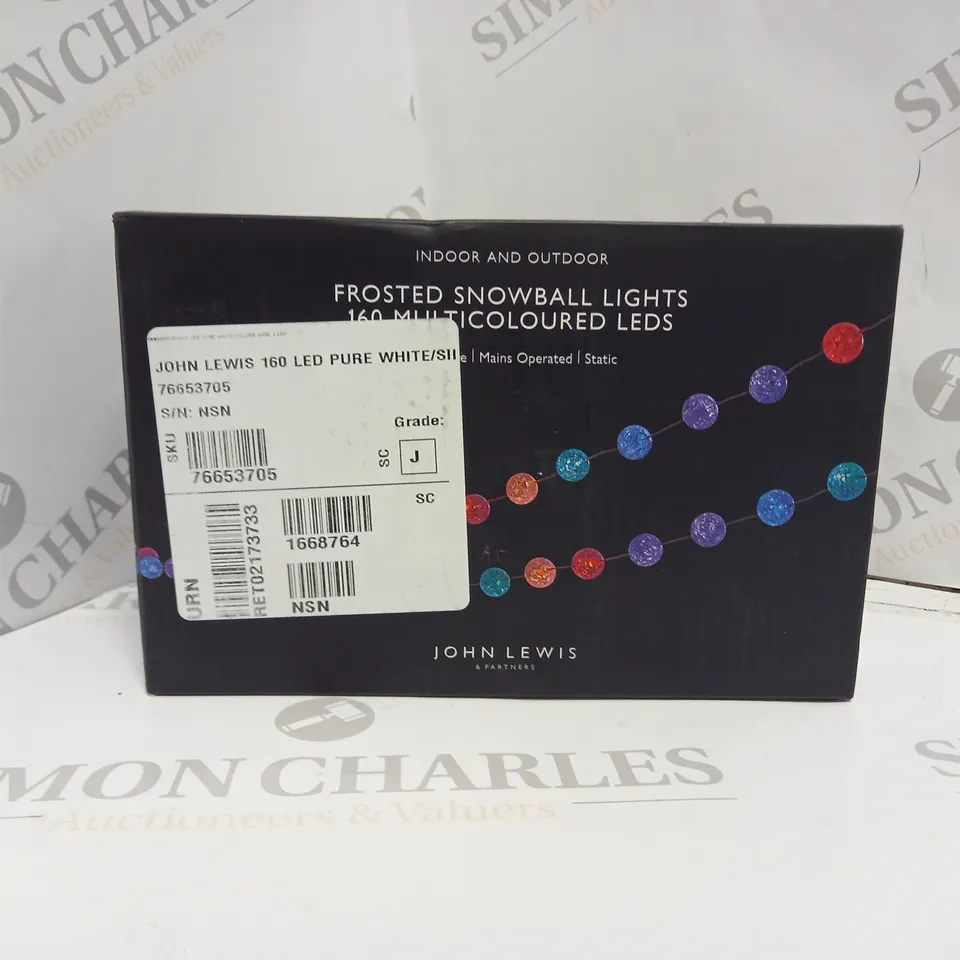 INDOOR AND OUTDOOR
FROSTED SNOWBALL LIGHTS
160 MULTICOLOURED LEDS
Mains Operated | Static
JOHN LEWIS 160 LED PURE WHITE/SII
76653705
S/N: NSN
Grade:
SKU
76653705
SC
J
SC
URN
RET02173733
1668764
NSN
JOHN LEWIS
& PARTNERS
SIMON CHARLES
Auctioneers & Valuers